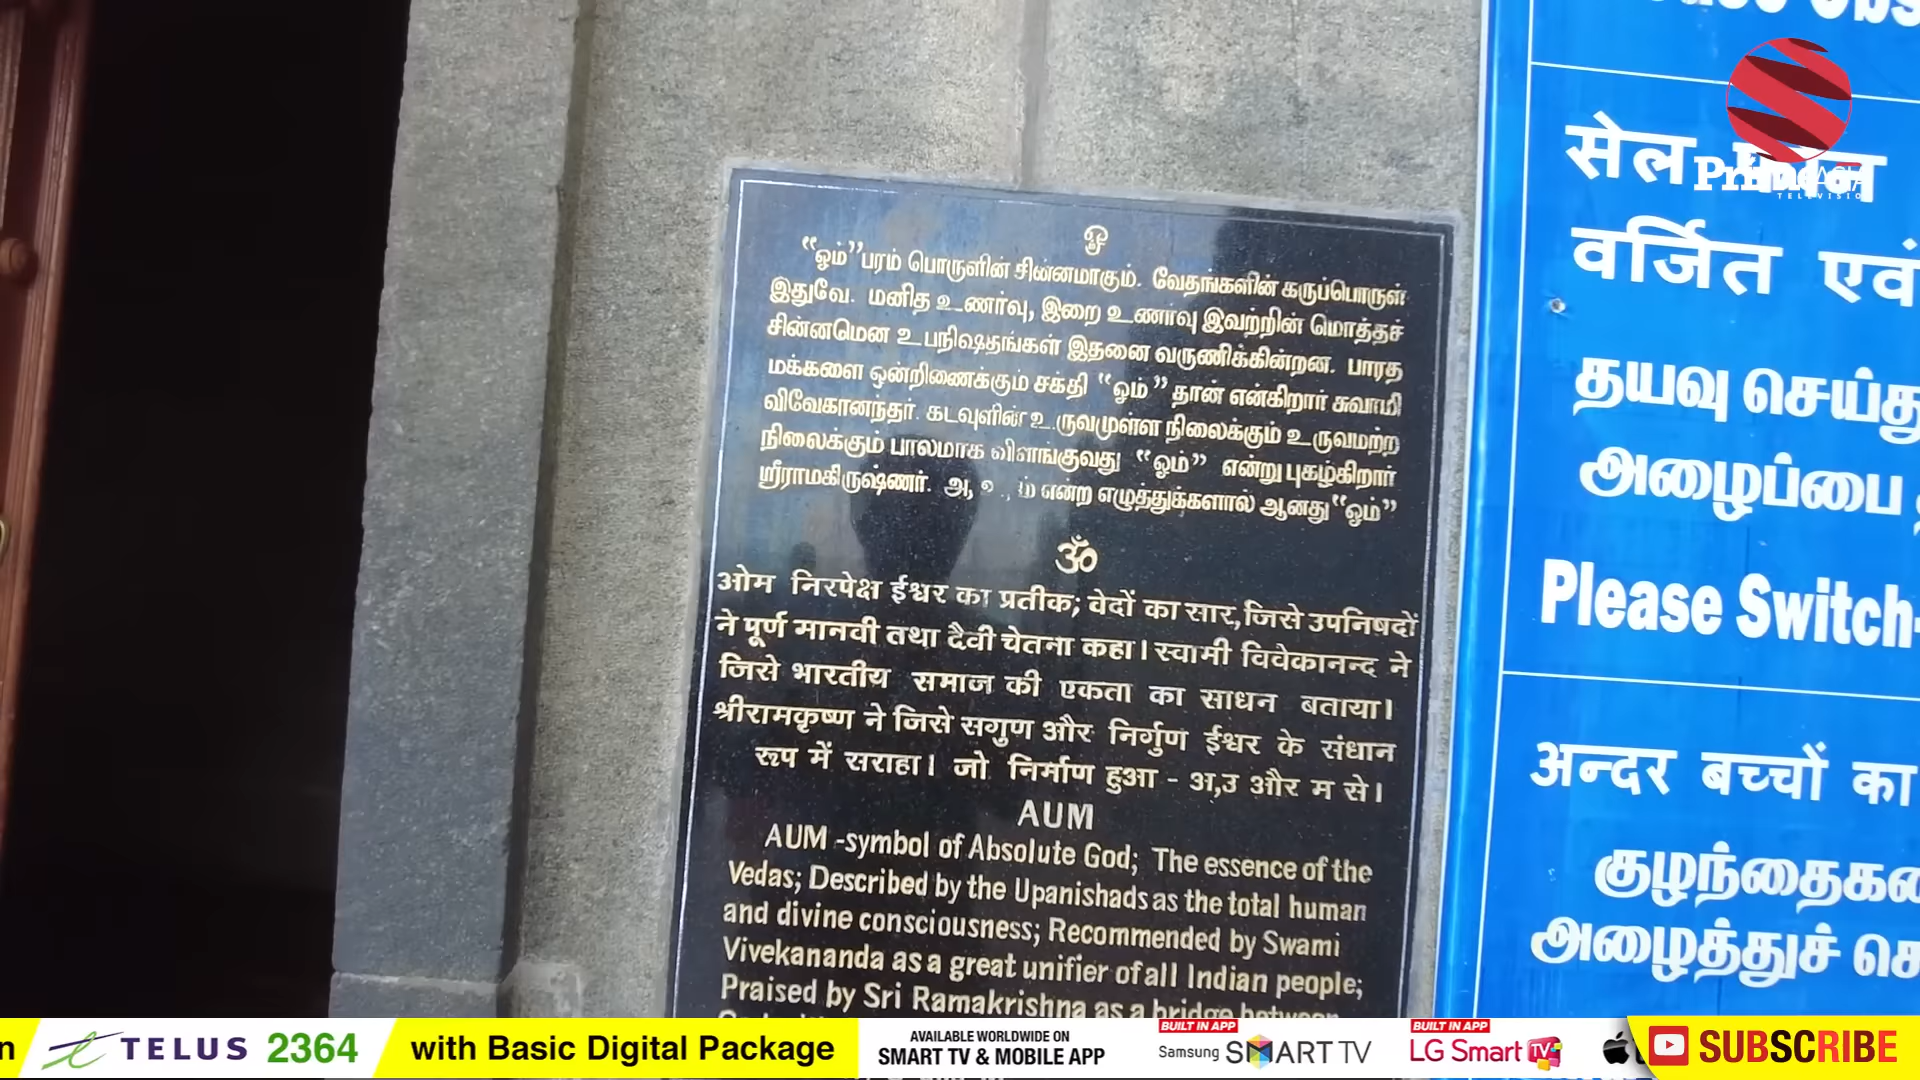 ஓ
“ஓம்” பரம் பொருளின் சின்னமாகும். வேதங்களின் கருப்பொருள்
இதுவே. மனித உணர்வு, இறை உணர்வு இவற்றின் மொத்தச்
சின்னமென உபநிஷதங்கள் இதனை வருணிக்கின்றன. பாரத
மக்களை ஒன்றிணைக்கும் சக்தி “ஓம்” தான் என்கிறார் சுவாமி
விவேகானந்தர். கடவுளின் உருவமுள்ள நிலைக்கும் உருவமற்ற
நிலைக்கும் பாலமாக விளங்குவது “ஓம்” என்று புகழ்கிறார்
ஸ்ரீராமகிருஷ்ணர். அ, உ, ம் என்ற எழுத்துக்களால் ஆனது “ஓம்”
ॐ
ओम निरपेक्ष ईश्वर का प्रतीक; वेदों का सार, जिसे उपनिषदों
ने पूर्ण मानवी तथा दैवी चेतना कहा। स्वामी विवेकानन्द ने
जिसे भारतीय समाज की एकता का साधन बताया।
श्रीरामकृष्ण ने जिसे सगुण और निर्गुण ईश्वर के संधान
रूप में सराहा। जो निर्माण हुआ - अ,उ और म से।
AUM
AUM -symbol of Absolute God; The essence of the
Vedas; Described by the Upanishads as the total human
and divine consciousness; Recommended by Swami
Vivekananda as a great unifier of all Indian people;
Praised by Sri Ramakrishna as a bridge between
सेल फोन
वर्जित एवं
தயவு செய்து
அழைப்பை
Please Switch-
अन्दर बच्चों का
குழந்தைகளை
அழைத்துச் செ
Prime ASIA
TELEVISIO
n TELUS 2364 with Basic Digital Package
AVAILABLE WORLDWIDE ON
SMART TV & MOBILE APP
BUILT IN APP
Samsung SMART TV
BUILT IN APP
LG Smart TV
SUBSCRIBE